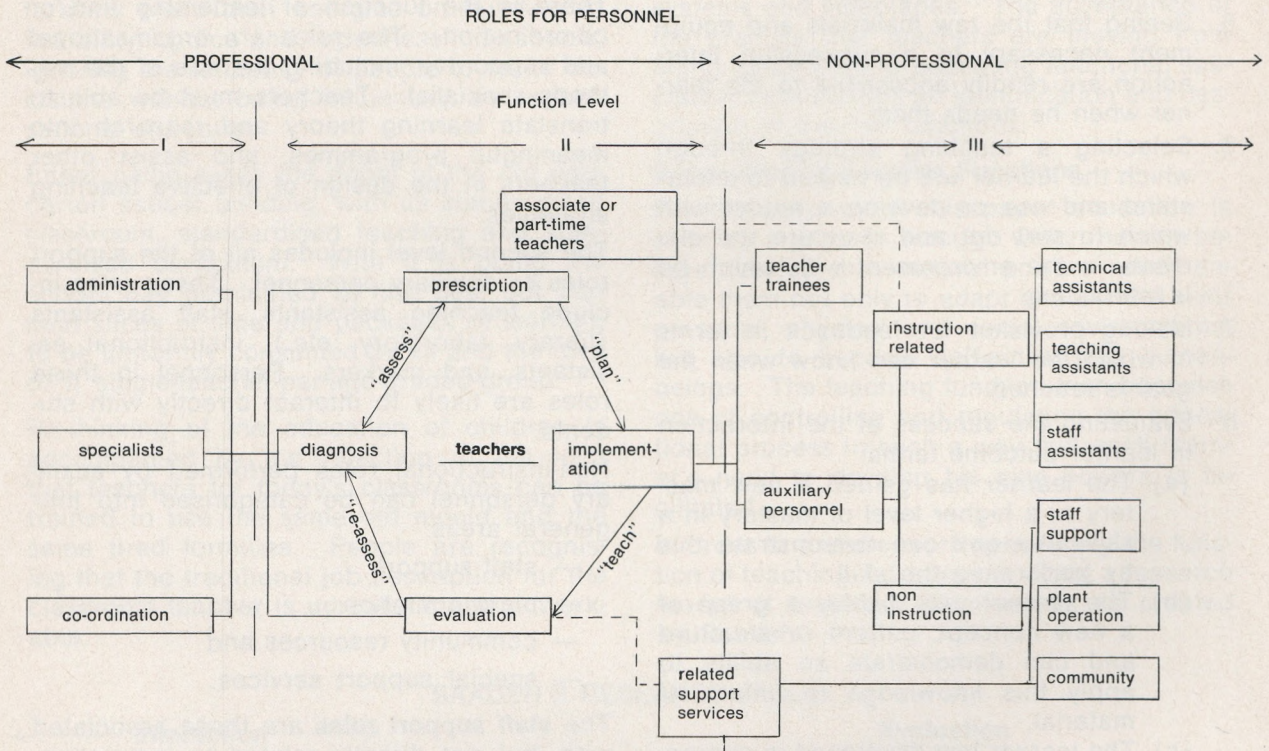 ROLES FOR PERSONNEL
PROFESSIONAL
NON-PROFESSIONAL
Function Level
I
II
III
associate or
part-time
teachers
administration
prescription
teacher
trainees
technical
assistants
instruction
related
"assess"
"plan"
teaching
assistants
specialists
diagnosis
teachers
implement-
ation
staff
assistants
auxiliary
personnel
"re-assess"
"teach"
staff
support
co-ordination
evaluation
non
instruction
plant
operation
related
support
services
community